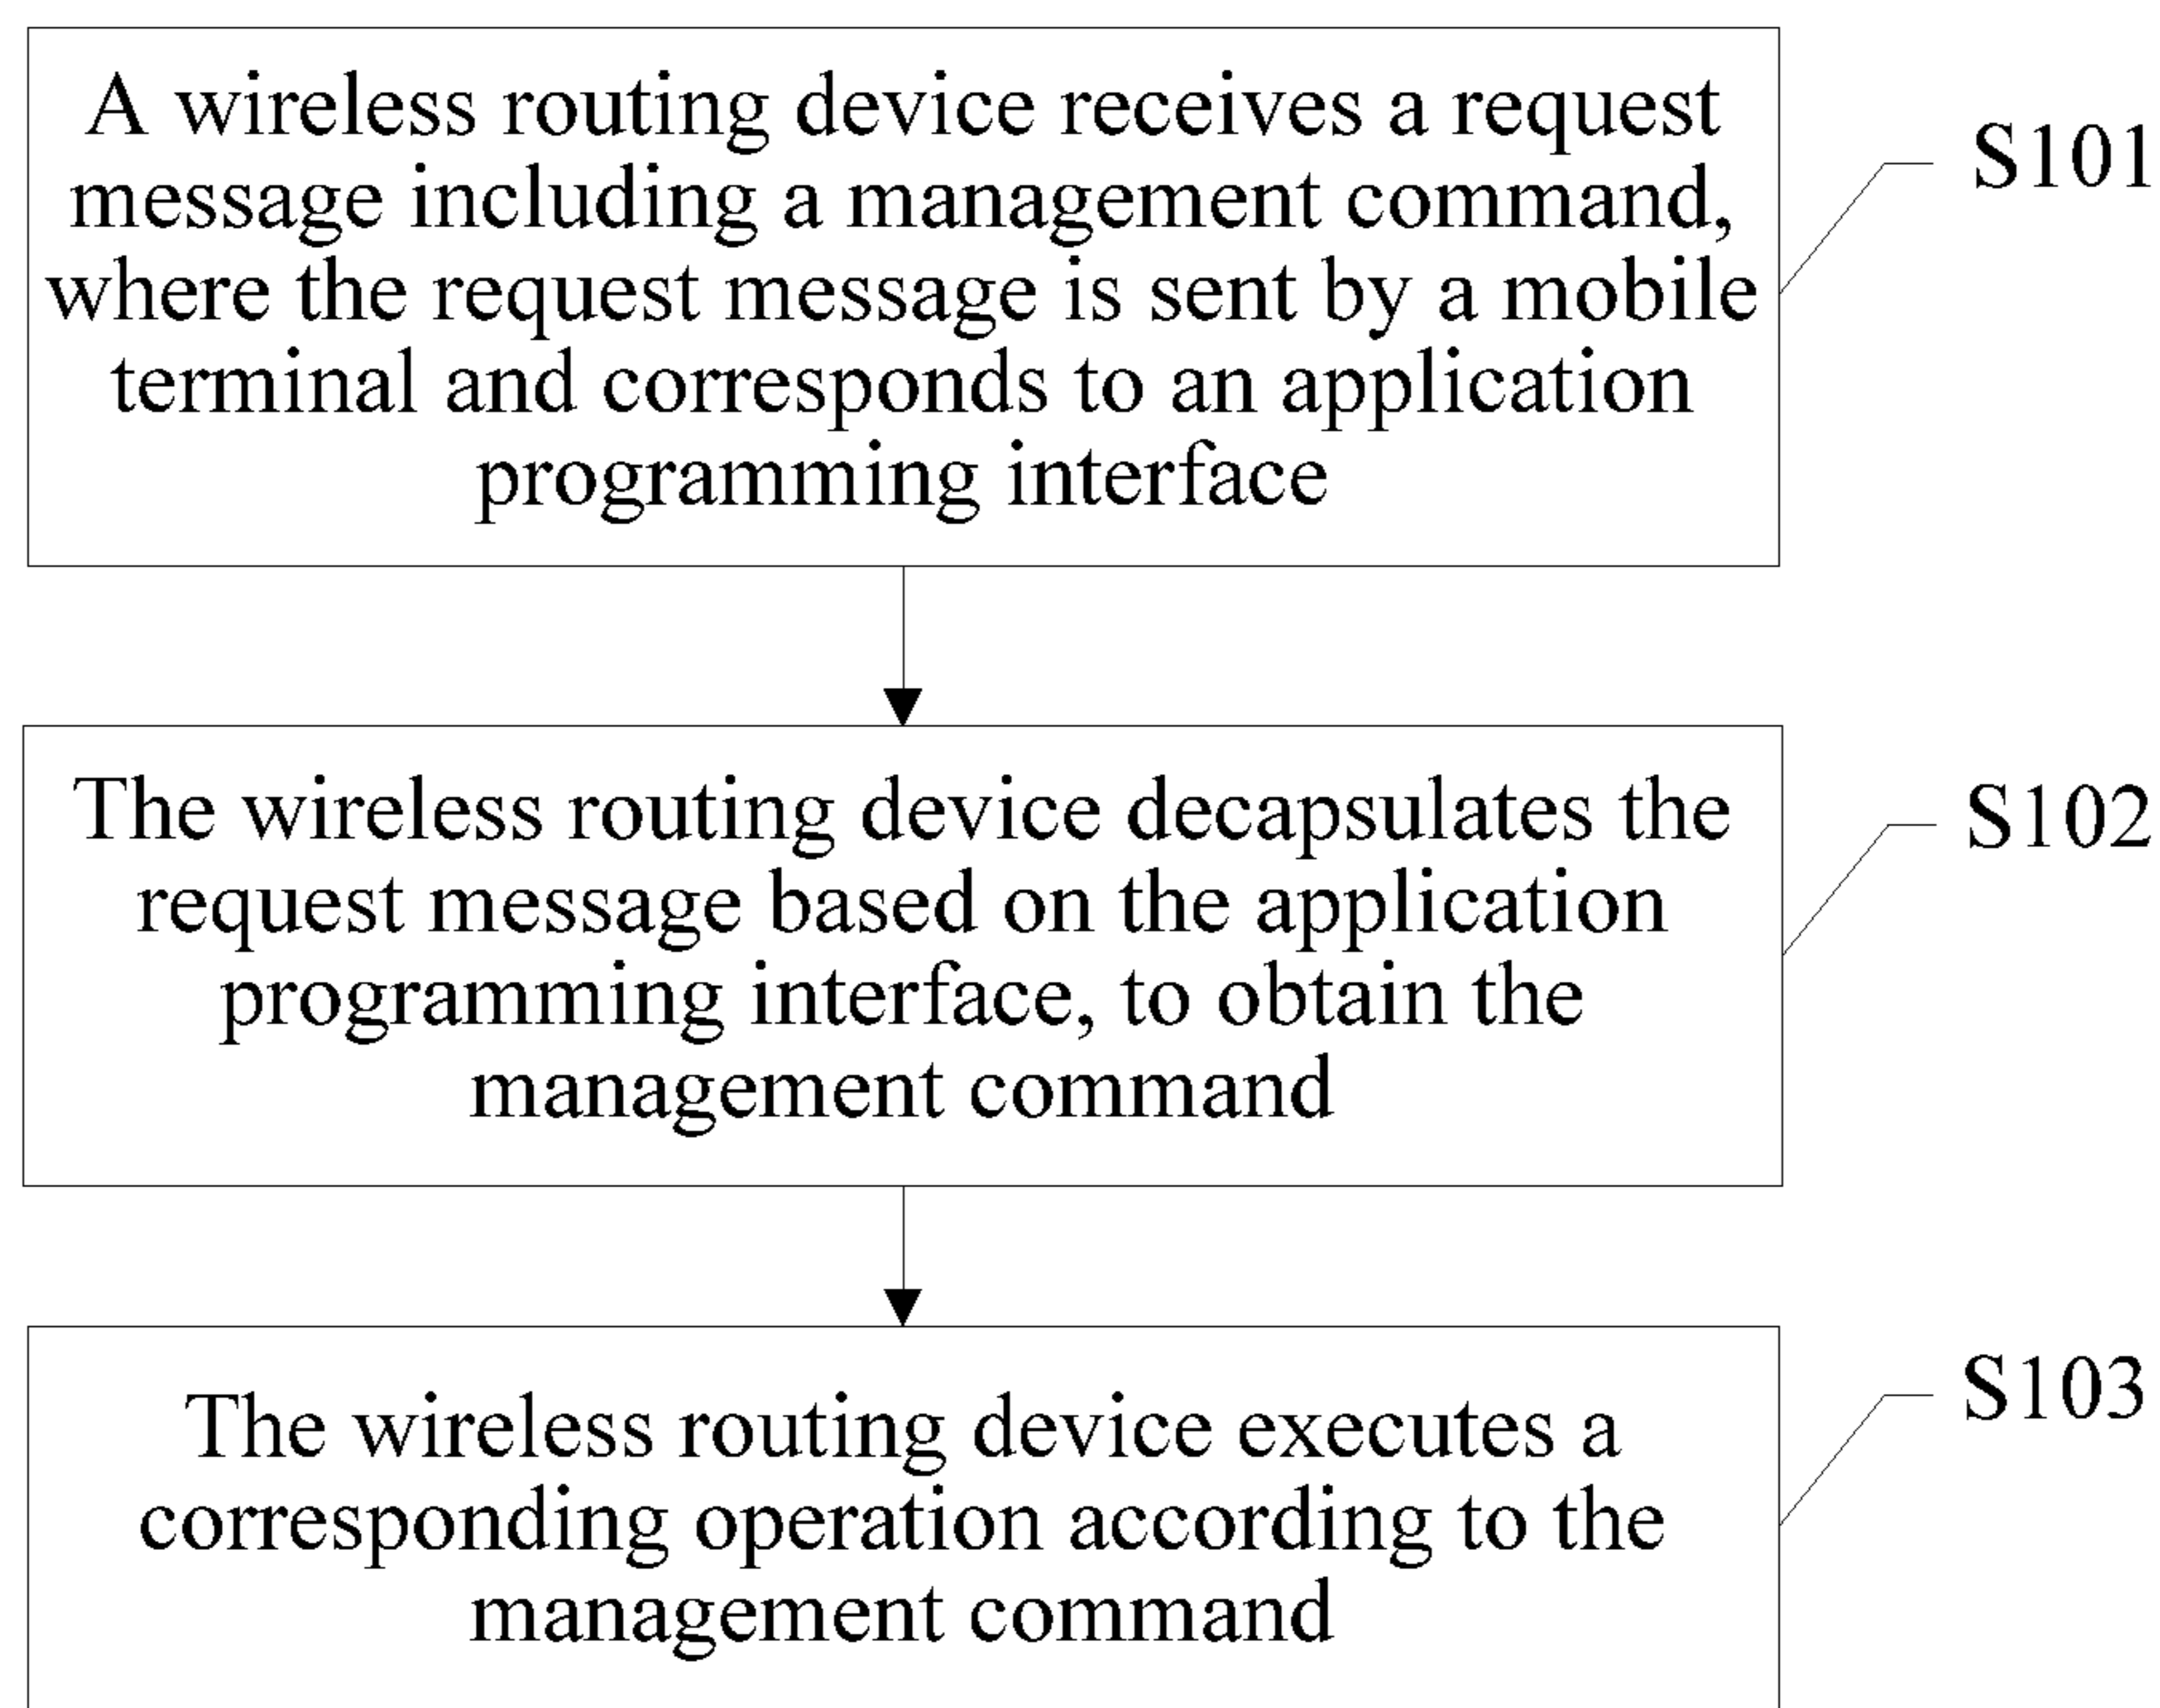 A wireless routing device receives a request
message including a management command,
where the request message is sent by a mobile
terminal and corresponds to an application
programming interface
S101
The wireless routing device decapsulates the
request message based on the application
programming interface, to obtain the
management command
S102
The wireless routing device executes a
corresponding operation according to the
management command
S103